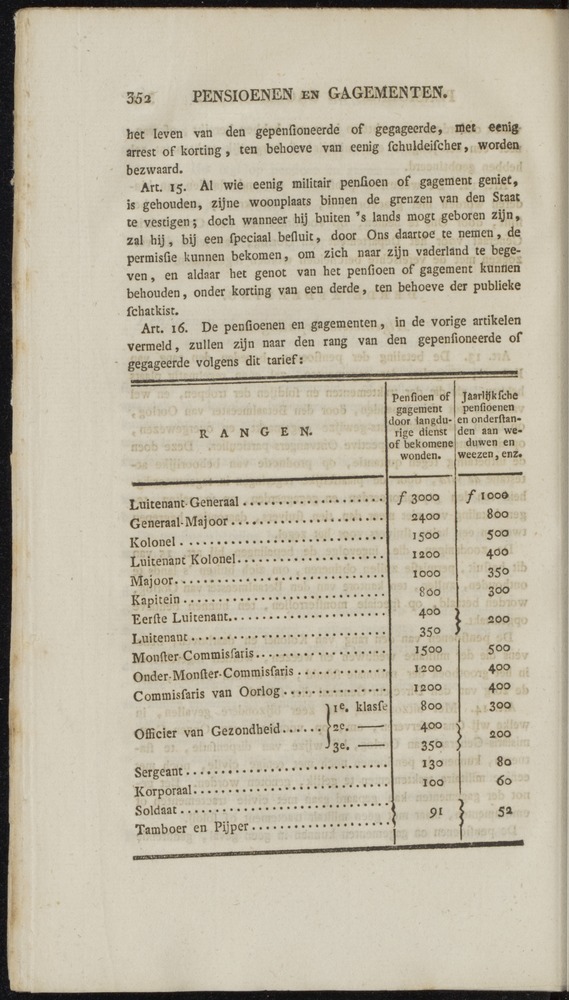 352 PENSIOENEN EN GAGEMENTEN.
het leven van den gepenſioneerde of gegageerde, met eenig
arrest of korting, ten behoeve van eenig ſchuldeiſcher, worden
bezwaard.
Art. 15. Al wie eenig militair penſioen of gagement geniet,
is gehouden, zijne woonplaats binnen de grenzen van den Staat
te vestigen; doch wanneer hij buiten 's lands mogt geboren zijn,
zal hij, bij een ſpeciaal beſluit, door Ons daartoe te nemen, de
permisſie kunnen bekomen, om zich naar zijn vaderland te bege-
ven, en aldaar het genot van het penſioen of gagement kunnen
behouden, onder korting van een derde, ten behoeve der publieke
ſchatkist.
Art. 16. De penſioenen en gagementen, in de vorige artikelen
vermeld, zullen zijn naar den rang van den gepenſioneerde of
gegageerde volgens dit tarief:
RANGEN.
Penſioen of
gagement
door langdu-
rige dienst
of bekomene
wonden.
Jaarlijkſche
penſioenen
en onderſtan-
den aan we-
duwen en
weezen, enz.
Luitenant-Generaal . . . . . . . . . . . . . . . . . . . ƒ 3000 ƒ 1000
Generaal-Majoor . . . . . . . . . . . . . . . . . . . . 2400 800
Kolonel . . . . . . . . . . . . . . . . . . . . . . . . . . 1500 500
Luitenant Kolonel . . . . . . . . . . . . . . . . . . . 1200 400
Majoor. . . . . . . . . . . . . . . . . . . . . . . . . . . 1000 350
Kapitein . . . . . . . . . . . . . . . . . . . . . . . . . . 800 300
Eerſte Luitenant. . . . . . . . . . . . . . . . . . . . . 400 } 200
Luitenant . . . . . . . . . . . . . . . . . . . . . . . . . 350
Monſter-Commisſaris . . . . . . . . . . . . . . . . . 1500 500
Onder-Monſter-Commisſaris . . . . . . . . . . . . 1200 400
Commisſaris van Oorlog . . . . . . . . . . . . . . 1200 400
1e. klasſe 800 300
Officier van Gezondheid . . . . . . } 2e. — 400 } 200
3e. — 350
Sergeant . . . . . . . . . . . . . . . . . . . . . . . . . . 130 80
Korporaal . . . . . . . . . . . . . . . . . . . . . . . . . 100 60
Soldaat . . . . . . . . . . . . . . . . . . . . . . . . . . . } 91 } 52
Tamboer en Pijper . . . . . . . . . . . . . . . . . .